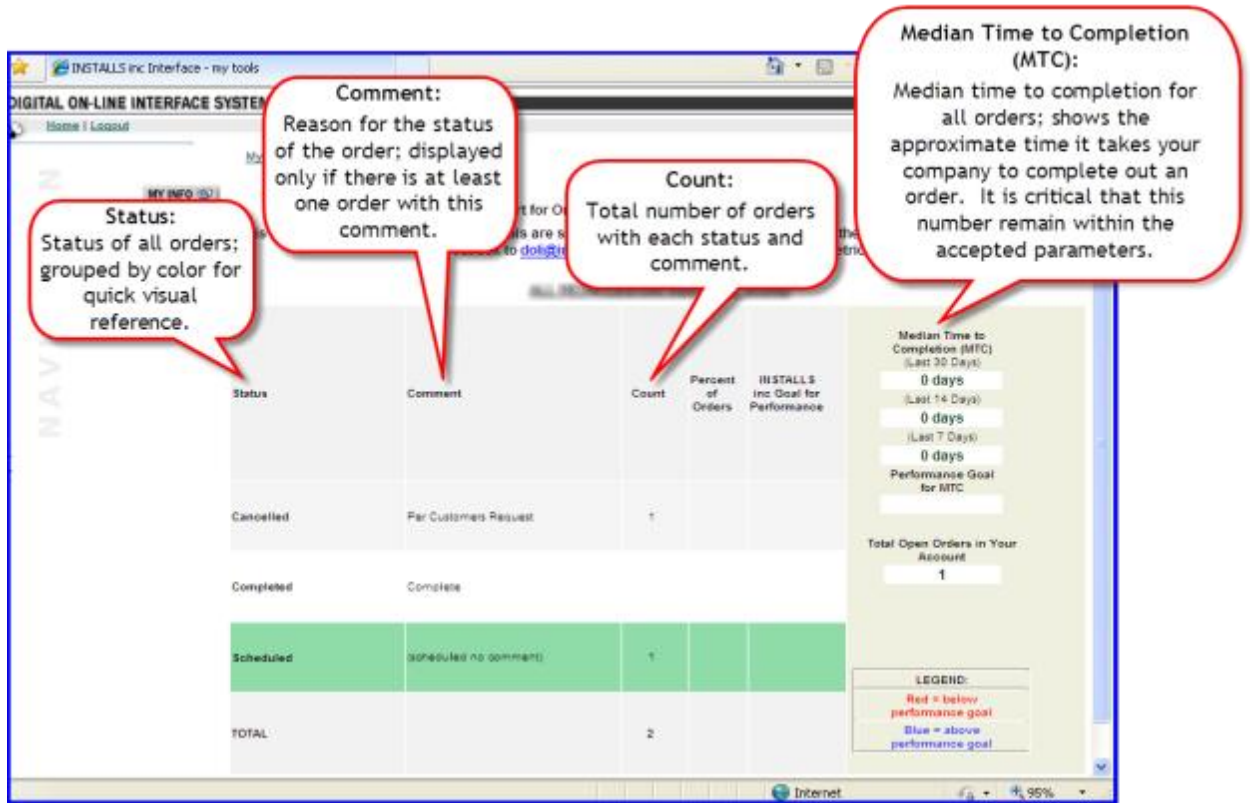 Median Time to Completion
(MTC):
Median time to completion for
all orders; shows the
approximate time it takes your
company to complete out an
order. It is critical that this
number remain within the
accepted parameters.
INSTALLS inc Interface - my tools
DIGITAL ON-LINE INTERFACE SYSTEM
Home | Logout
Comment:
Reason for the status
of the order; displayed
only if there is at least
one order with this
comment.
My
MY INFO
Count:
Total number of orders
with each status and
comment.
Status:
Status of all orders;
grouped by color for
quick visual
reference.
NAVI
Status
Comment
Count
Percent
of
Orders
INSTALLS
inc Goal for
Performance
Median Time to
Completion (MTC)
(Last 30 Days)
0 days
(Last 14 Days)
0 days
(Last 7 Days)
0 days
Performance Goal
for MTC
Total Open Orders in Your
Account
1
Cancelled Per Customers Request 1
Completed Complete
Scheduled (scheduled no comment) 1
TOTAL 2
LEGEND:
Red = below
performance goal
Blue = above
performance goal
Internet 95%